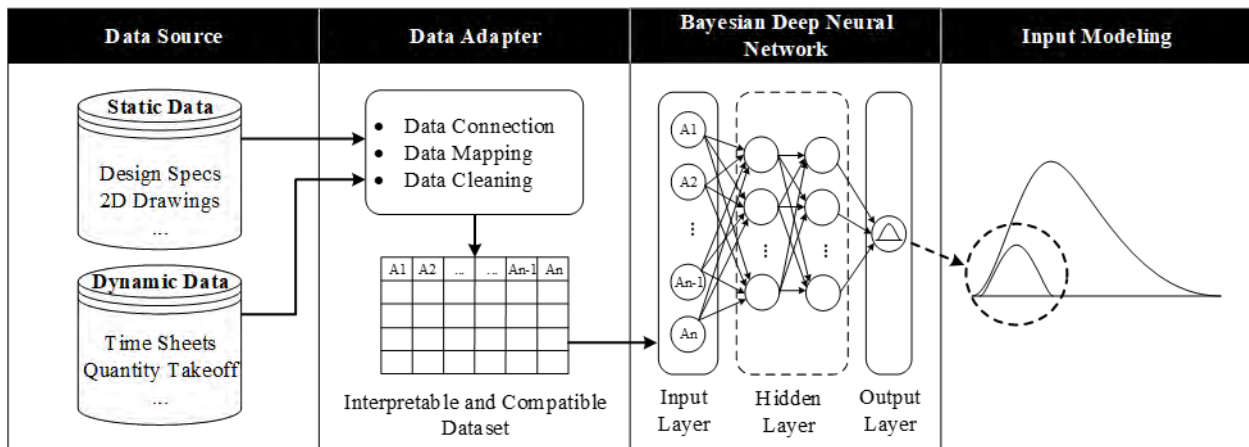 Data Source
Data Adapter
Bayesian Deep Neural
Network
Input Modeling
Static Data
Design Specs
2D Drawings
...
Dynamic Data
Time Sheets
Quantity Takeoff
...
• Data Connection
• Data Mapping
• Data Cleaning
A1 A2 ... ... An-1 An
Interpretable and Compatible
Dataset
A1
A2
...
An-1
An
...
...
Input
Layer
Hidden
Layer
Output
Layer